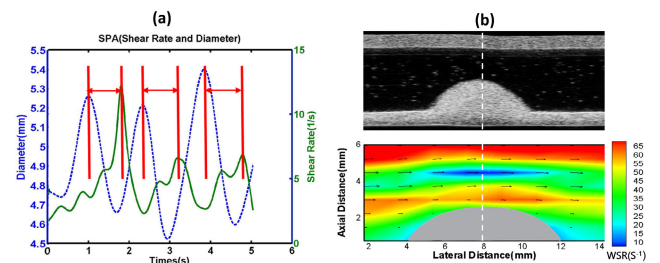 (a)
SPA(Shear Rate and Diameter)
5.5
5.4
5.3
5.2
5.1
5
4.9
4.8
4.7
4.6
4.5
Diameter(mm)
15
10
5
0
Shear Rate(1/s)
0 1 2 3 4 5 6
Times(s)
(b)
6
4
2
Axial Distance(mm)
2 4 6 8 10 12 14
Lateral Distance(mm)
65
60
55
50
45
40
35
30
25
20
15
10
WSR(S⁻¹)